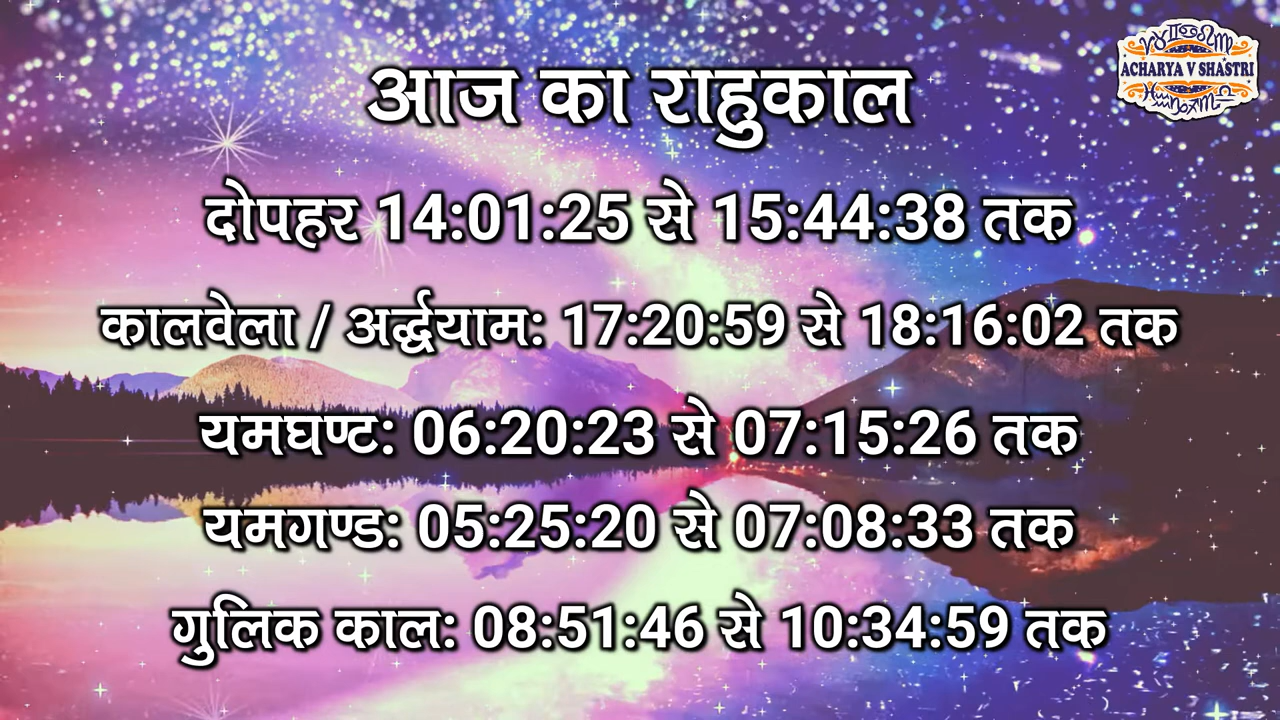 आज का राहुकाल
ACHARYA V SHASTRI
दोपहर 14:01:25 से 15:44:38 तक
कालवेला / अर्द्धयाम: 17:20:59 से 18:16:02 तक
यमघण्ट: 06:20:23 से 07:15:26 तक
यमगण्ड: 05:25:20 से 07:08:33 तक
गुलिक काल: 08:51:46 से 10:34:59 तक